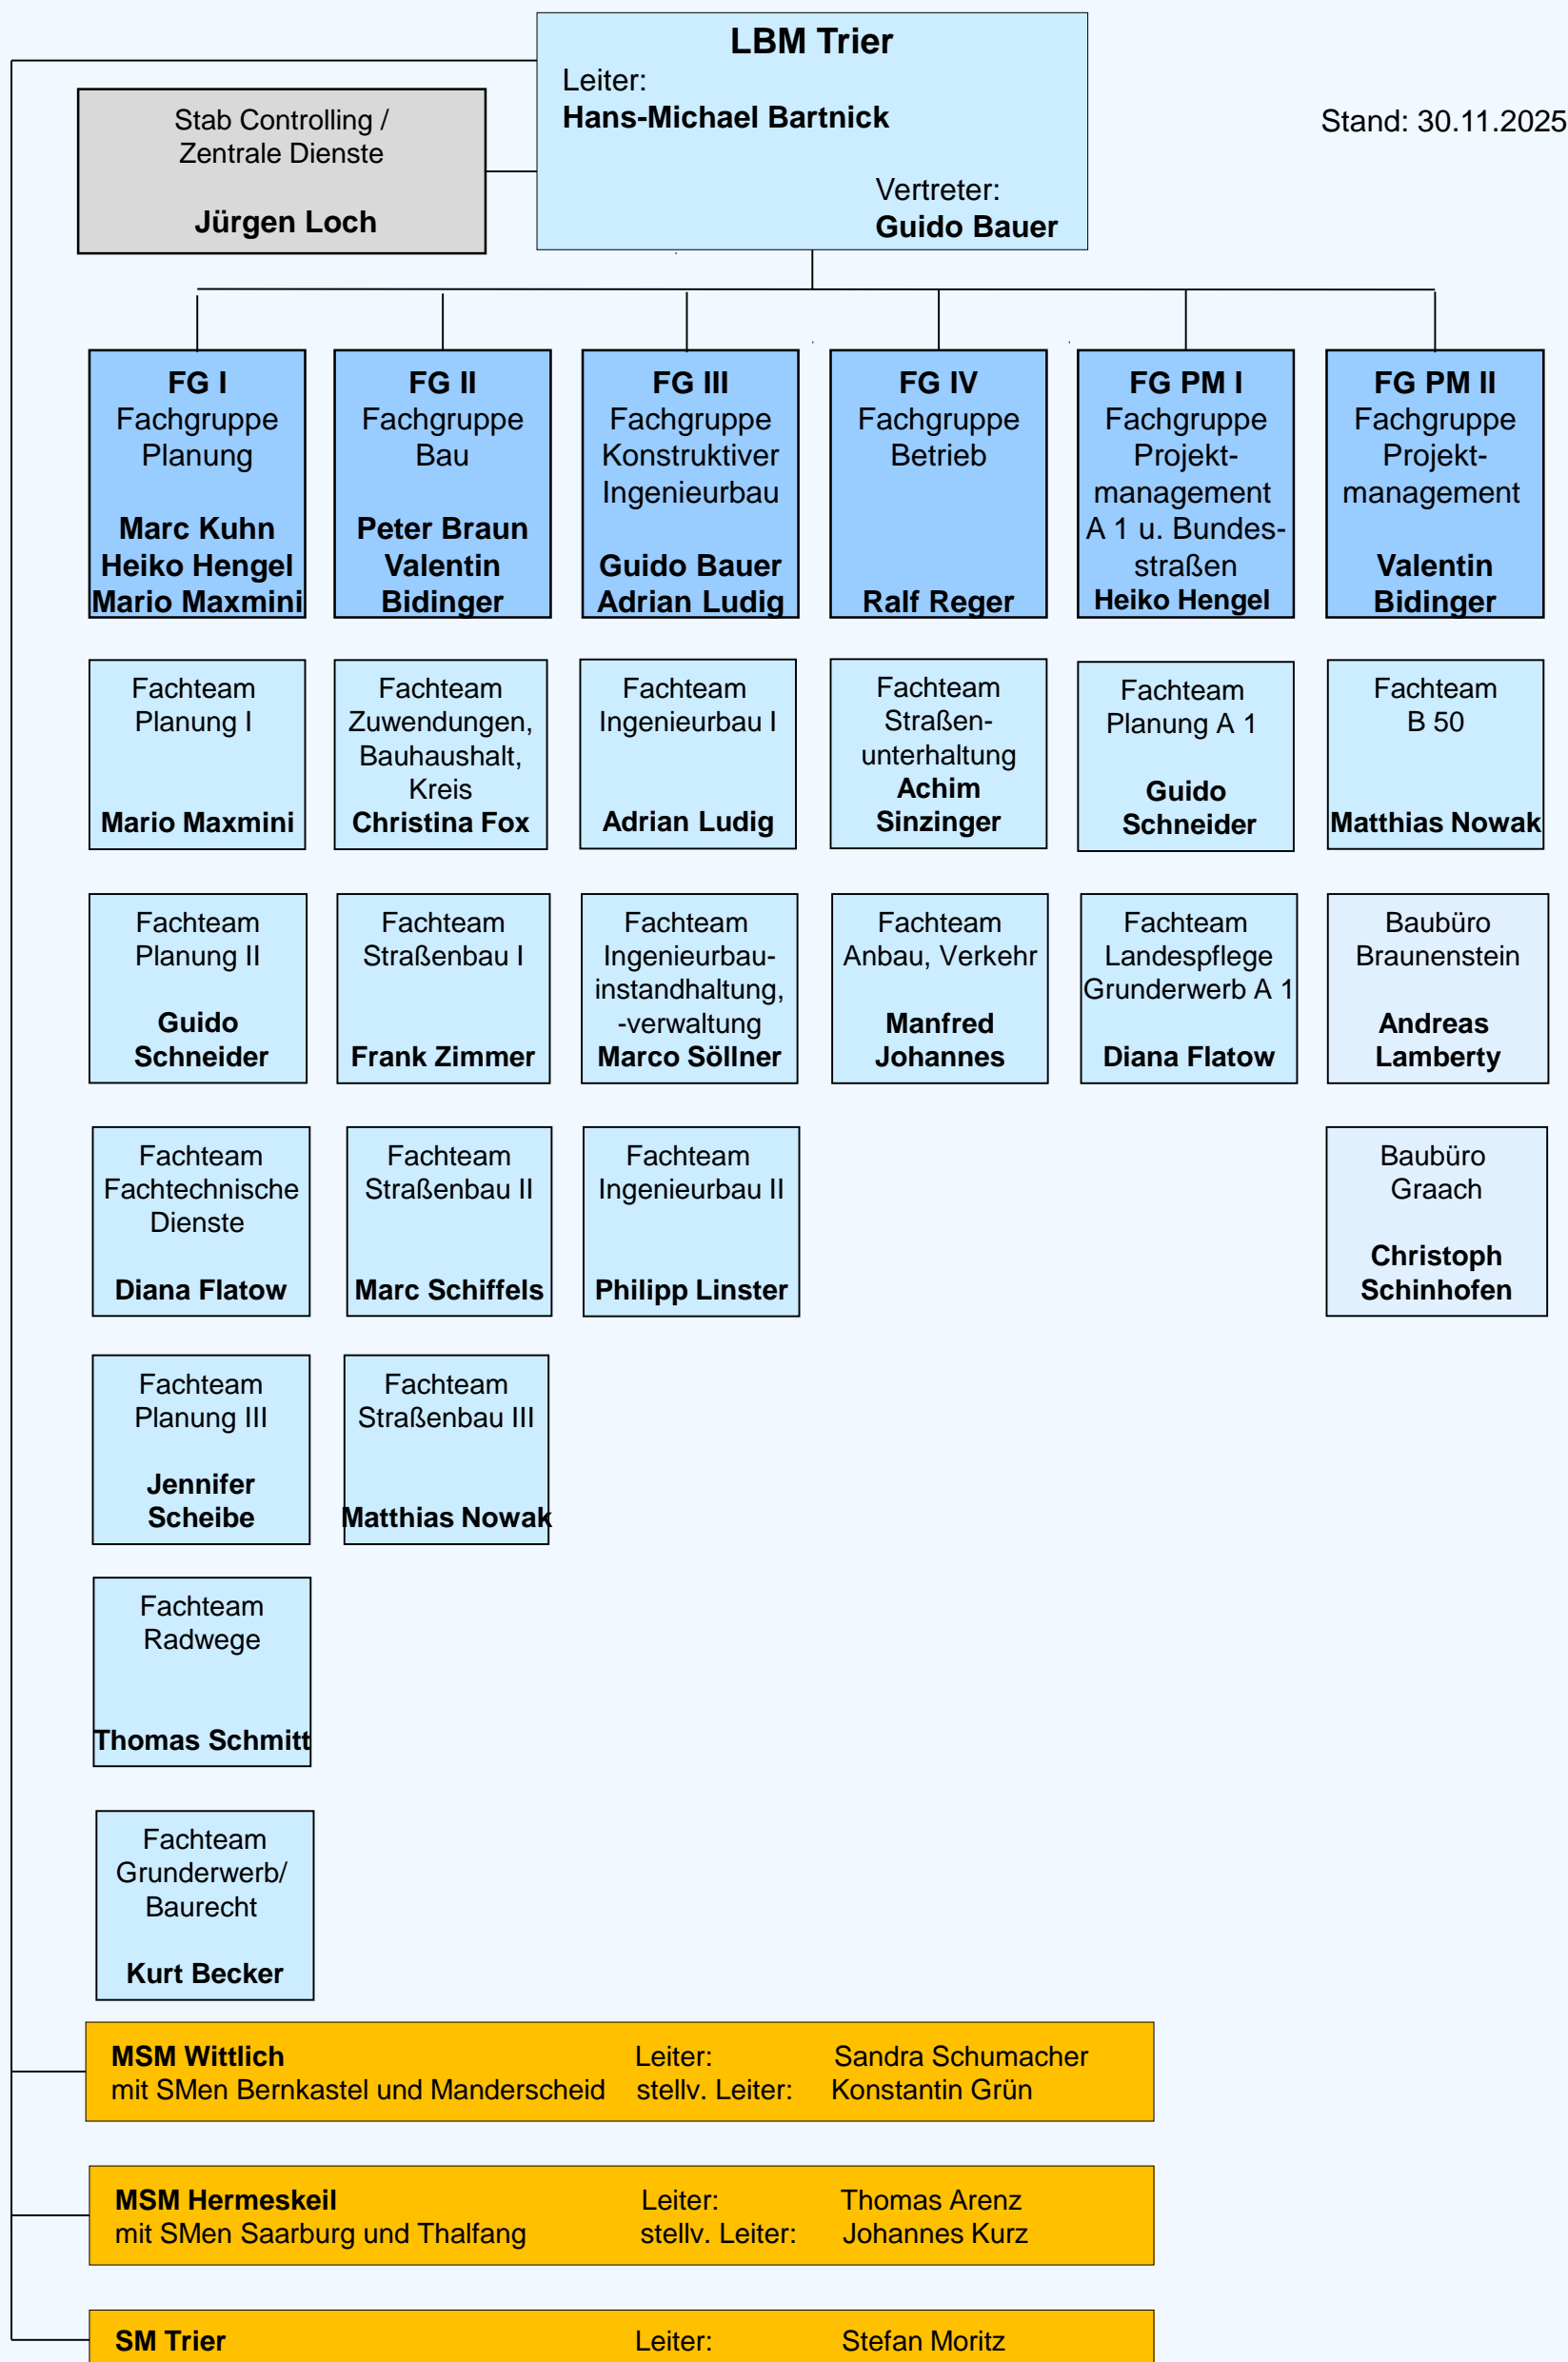 LBM Trier
Leiter:
Hans-Michael Bartnick
Vertreter:
Guido Bauer
Stab Controlling /
Zentrale Dienste
Jürgen Loch
Stand: 30.11.2025
FG I
Fachgruppe
Planung
Marc Kuhn
Heiko Hengel
Mario Maxmini
FG II
Fachgruppe
Bau
Peter Braun
Valentin
Bidinger
FG III
Fachgruppe
Konstruktiver
Ingenieurbau
Guido Bauer
Adrian Ludig
FG IV
Fachgruppe
Betrieb
Ralf Reger
FG PM I
Fachgruppe
Projekt-
management
A 1 u. Bundes-
straßen
Heiko Hengel
FG PM II
Fachgruppe
Projekt-
management
Valentin
Bidinger
Fachteam
Planung I
Mario Maxmini
Fachteam
Zuwendungen,
Bauhaushalt,
Kreis
Christina Fox
Fachteam
Ingenieurbau I
Adrian Ludig
Fachteam
Straßen-
unterhaltung
Achim
Sinzinger
Fachteam
Planung A 1
Guido
Schneider
Fachteam
B 50
Matthias Nowak
Fachteam
Planung II
Guido
Schneider
Fachteam
Straßenbau I
Frank Zimmer
Fachteam
Ingenieurbau-
instandhaltung,
-verwaltung
Marco Söllner
Fachteam
Anbau, Verkehr
Manfred
Johannes
Fachteam
Landespflege
Grunderwerb A 1
Diana Flatow
Baubüro
Braunenstein
Andreas
Lamberty
Fachteam
Fachtechnische
Dienste
Diana Flatow
Fachteam
Straßenbau II
Marc Schiffels
Fachteam
Ingenieurbau II
Philipp Linster
Baubüro
Graach
Christoph
Schinhofen
Fachteam
Planung III
Jennifer
Scheibe
Fachteam
Straßenbau III
Matthias Nowak
Fachteam
Radwege
Thomas Schmitt
Fachteam
Grunderwerb/
Baurecht
Kurt Becker
MSM Wittlich Leiter: Sandra Schumacher
mit SMen Bernkastel und Manderscheid stellv. Leiter: Konstantin Grün
MSM Hermeskeil Leiter: Thomas Arenz
mit SMen Saarburg und Thalfang stellv. Leiter: Johannes Kurz
SM Trier Leiter: Stefan Moritz